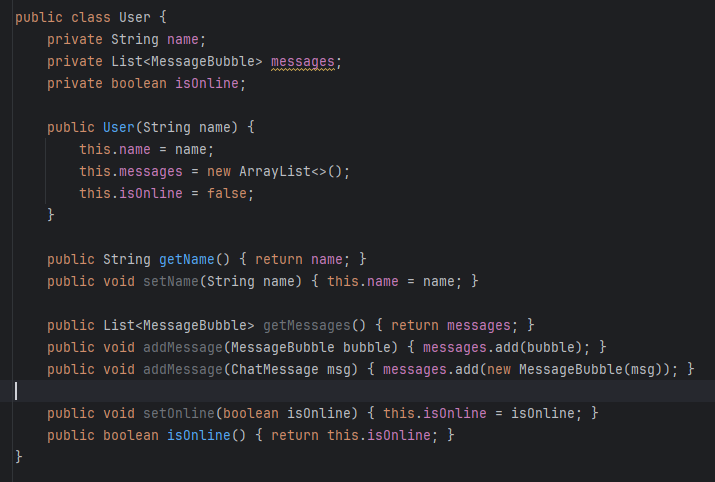 public class User {
    private String name;
    private List<MessageBubble> messages;
    private boolean isOnline;

    public User(String name) {
        this.name = name;
        this.messages = new ArrayList<>();
        this.isOnline = false;
    }

    public String getName() { return name; }
    public void setName(String name) { this.name = name; }

    public List<MessageBubble> getMessages() { return messages; }
    public void addMessage(MessageBubble bubble) { messages.add(bubble); }
    public void addMessage(ChatMessage msg) { messages.add(new MessageBubble(msg)); }

    public void setOnline(boolean isOnline) { this.isOnline = isOnline; }
    public boolean isOnline() { return this.isOnline; }
}